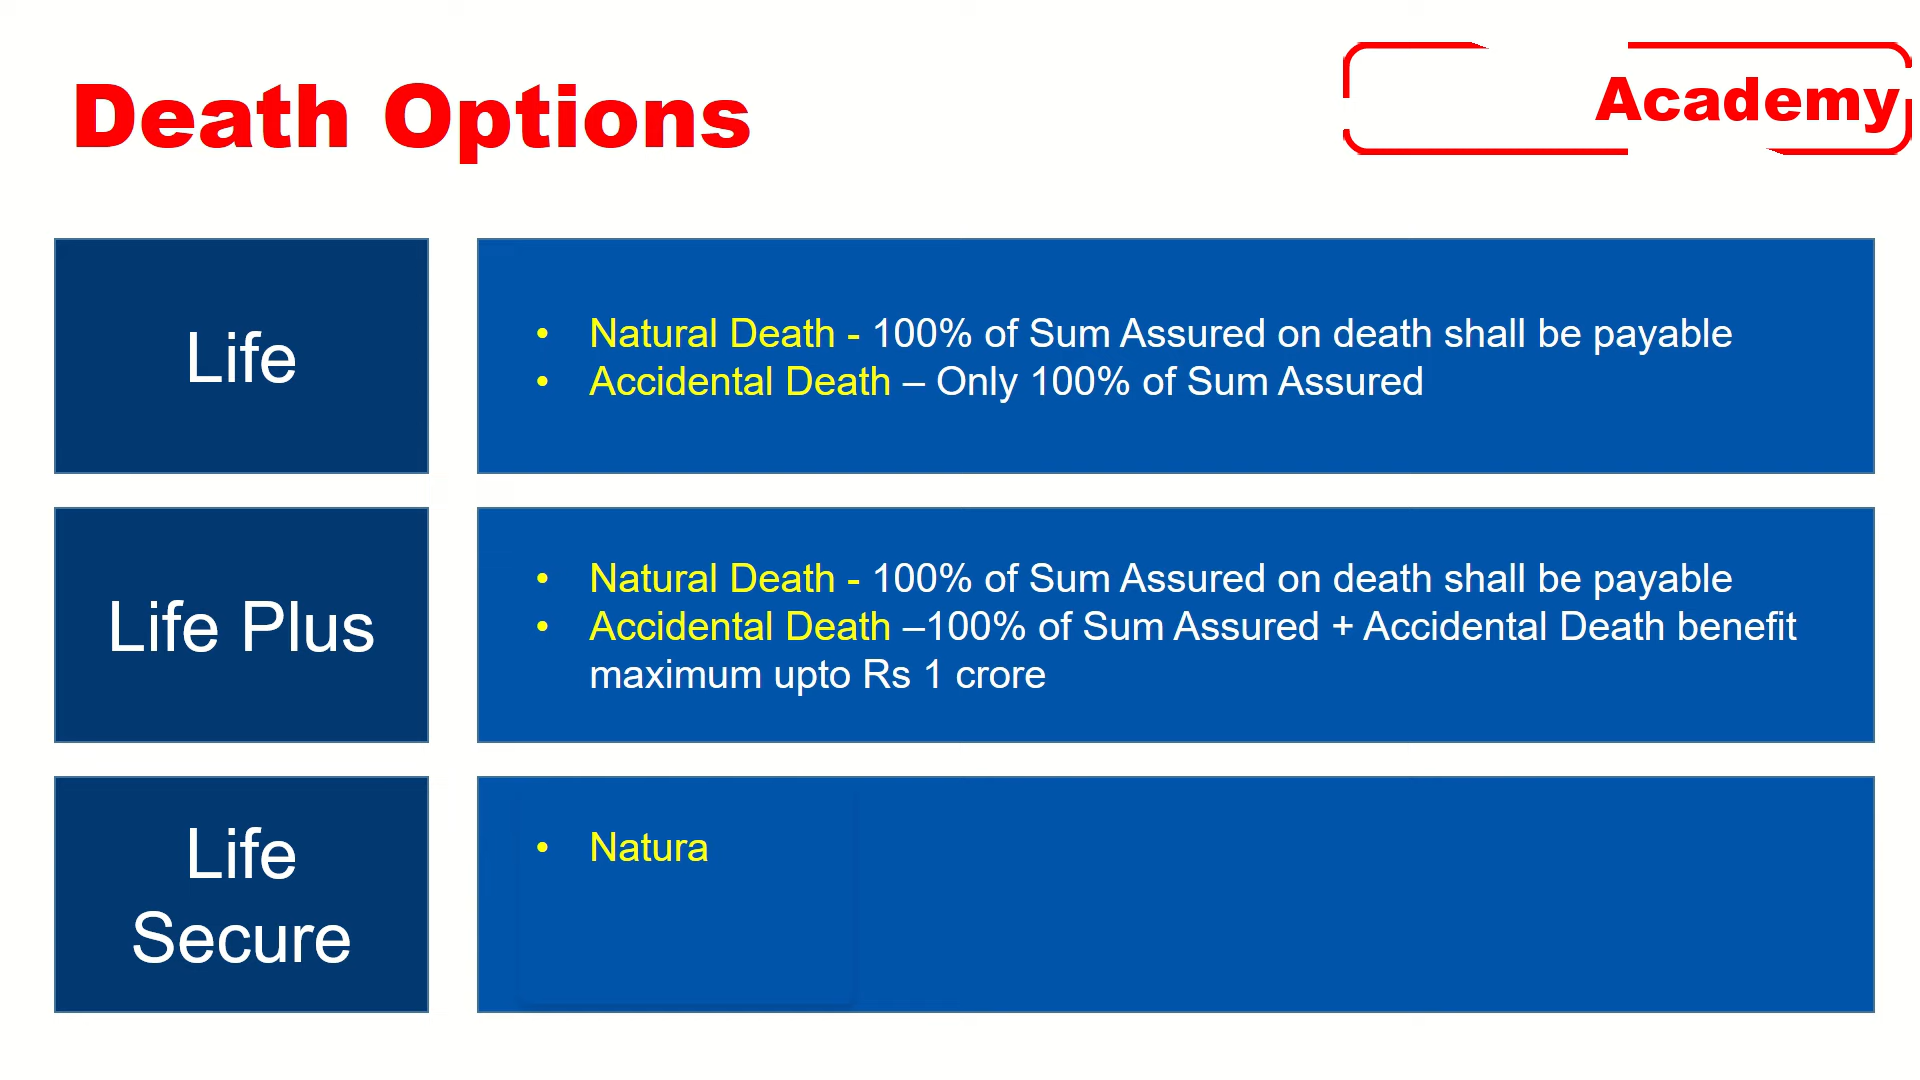 Death Options
Academy
Life
• Natural Death - 100% of Sum Assured on death shall be payable
• Accidental Death – Only 100% of Sum Assured
Life Plus
• Natural Death - 100% of Sum Assured on death shall be payable
• Accidental Death –100% of Sum Assured + Accidental Death benefit
maximum upto Rs 1 crore
Life
Secure
• Natura